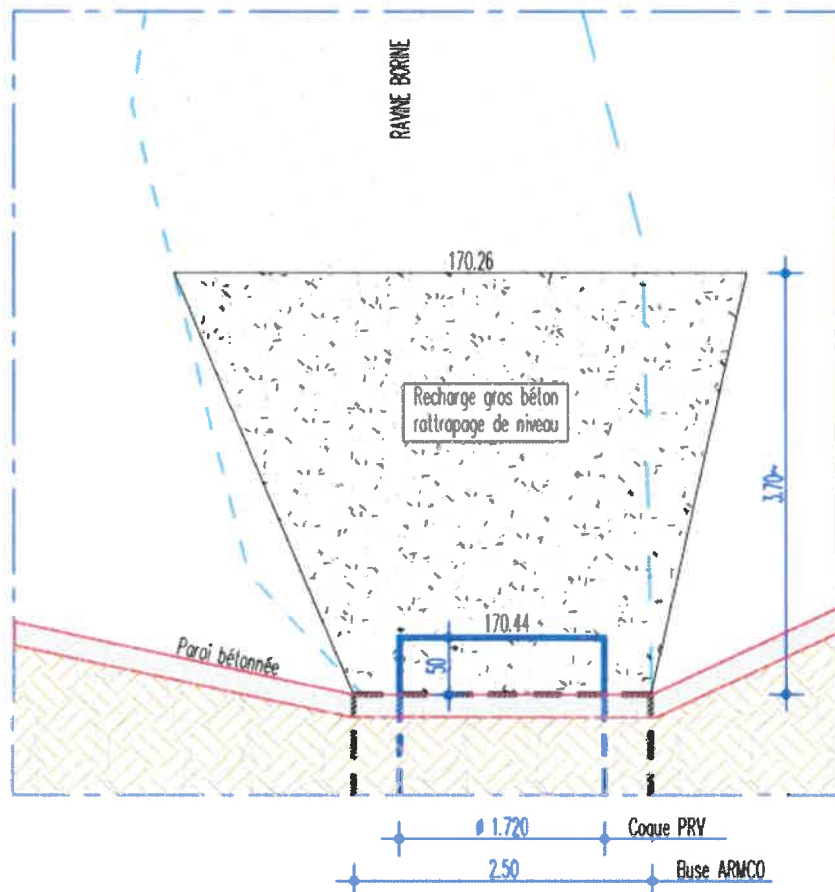 RAVINE BORINE
170.26
Recharge gros béton
rattrapage de niveau
3.70~
170.44
50
Paroi bétonnée
ø 1.720 Coque PRV
2.50 Buse ARMCO